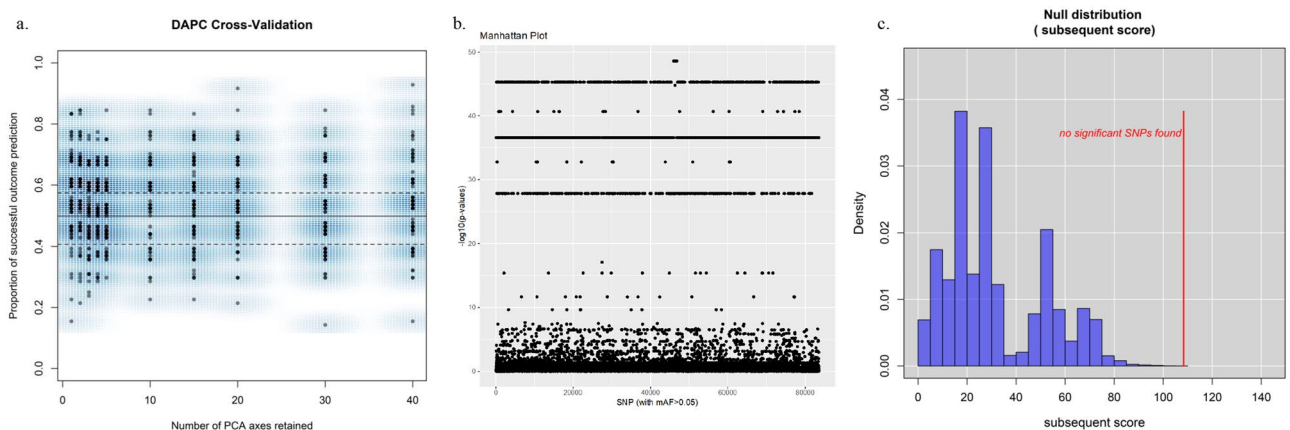 a.
DAPC Cross-Validation
Proportion of successful outcome prediction
1.0
0.8
0.6
0.4
0.2
0.0
0 10 20 30 40
Number of PCA axes retained
b.
Manhattan Plot
-log10(p-values)
50
40
30
20
10
0
0 20000 40000 60000 80000
SNP (with mAF>0.05)
c.
Null distribution
( subsequent score)
no significant SNPs found
Density
0.04
0.03
0.02
0.01
0.00
0 20 40 60 80 100 120 140
subsequent score